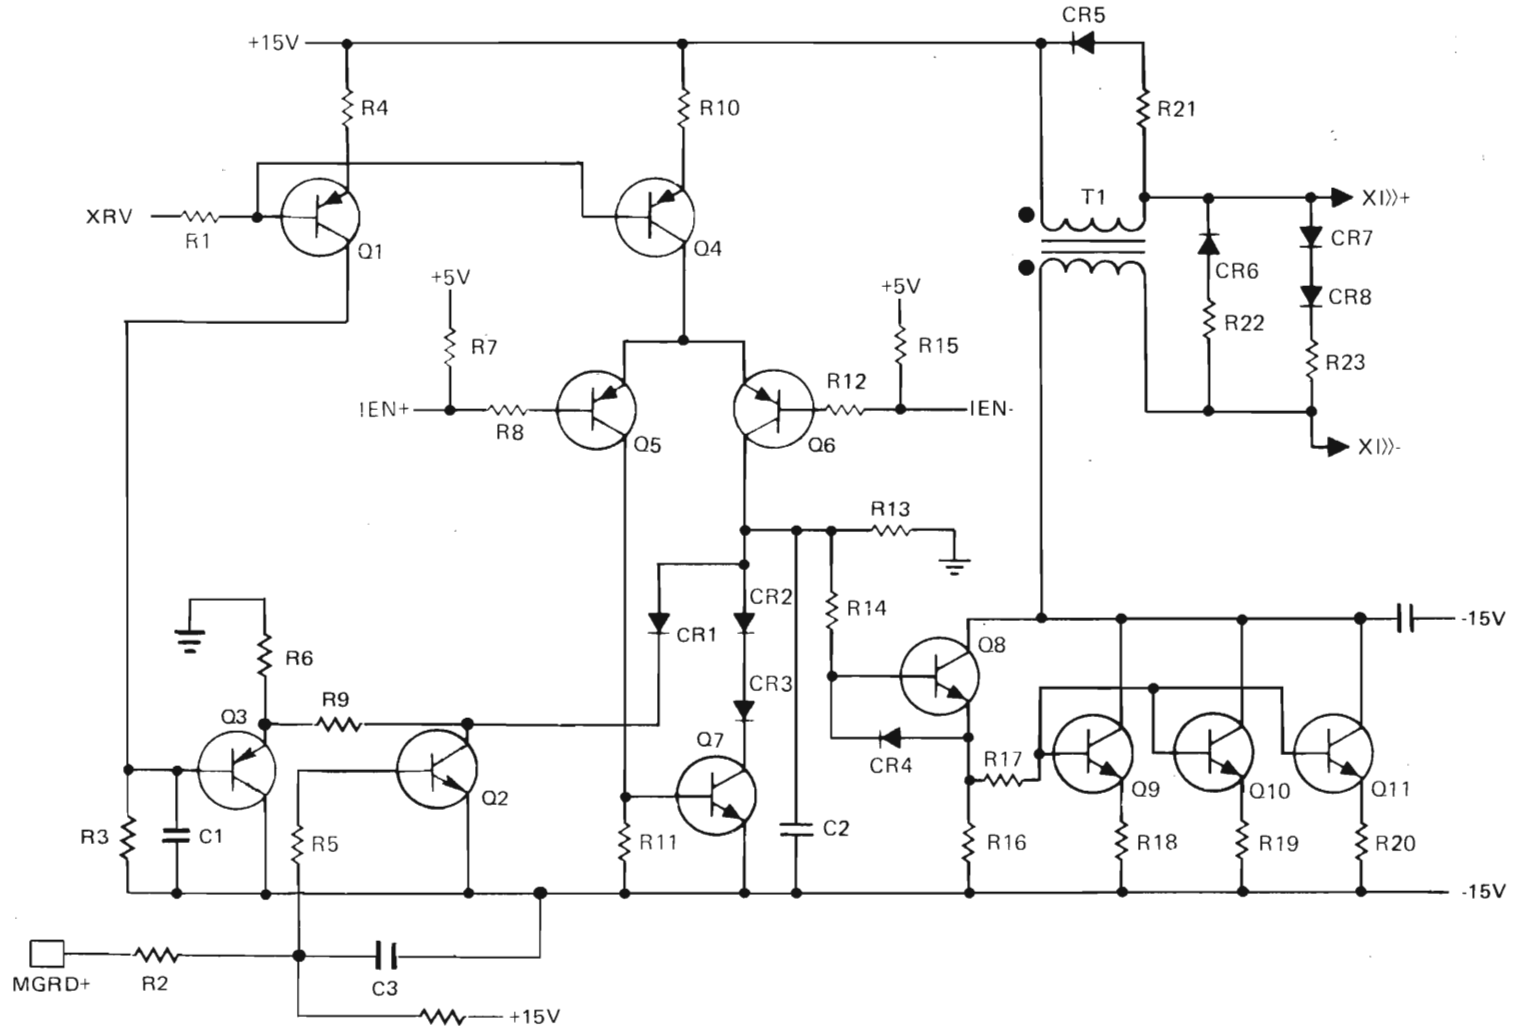 CR5
+15V
R4
R10
R21
XRV
R1
Q1
Q4
T1
XI>>+
CR7
CR6
CR8
+5V
+5V
R7
R15
R22
R23
IEN+
R8
Q5
R12
IEN-
Q6
XI>>-
R13
CR2
R14
CR1
R6
Q8
-15V
CR3
R9
Q3
Q7
CR4
R17
Q2
Q9
Q10
Q11
R3
C1
R5
R11
C2
R16
R18
R19
R20
-15V
MGRD+
R2
C3
+15V